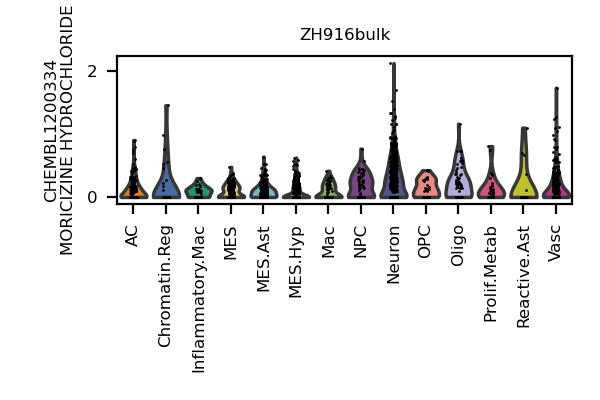 ZH916bulk
CHEMBL1200334
MORICIZINE HYDROCHLORIDE
2
0
AC
Chromatin.Reg
Inflammatory.Mac
MES
MES.Ast
MES.Hyp
Mac
NPC
Neuron
OPC
Oligo
Prolif.Metab
Reactive.Ast
Vasc